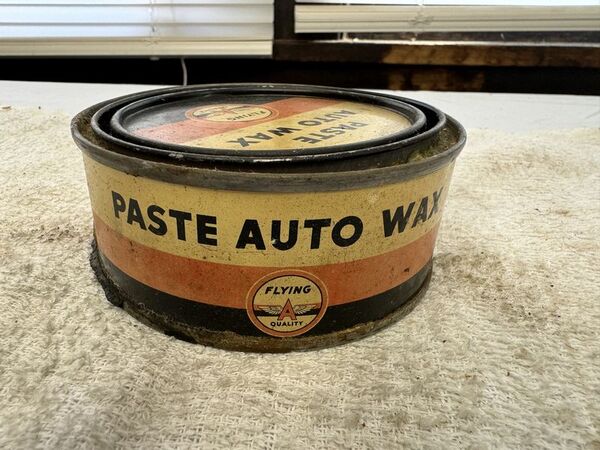 PASTE
AUTO WAX
PASTE AUTO WAX
FLYING
A
QUALITY